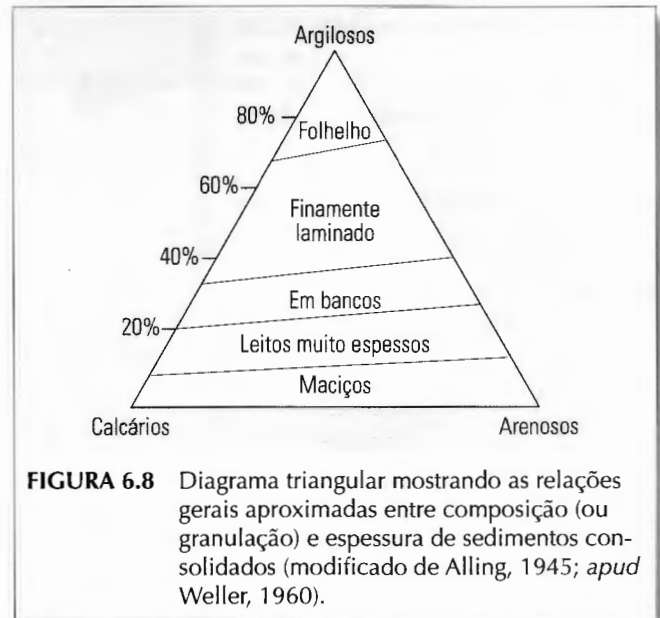 Argilosos
80%
Folhelho
60%
Finamente
laminado
40%
Em bancos
20%
Leitos muito espessos
Maciços
Calcários
Arenosos
FIGURA 6.8 Diagrama triangular mostrando as relações
gerais aproximadas entre composição (ou
granulação) e espessura de sedimentos con-
solidados (modificado de Alling, 1945; apud
Weller, 1960).